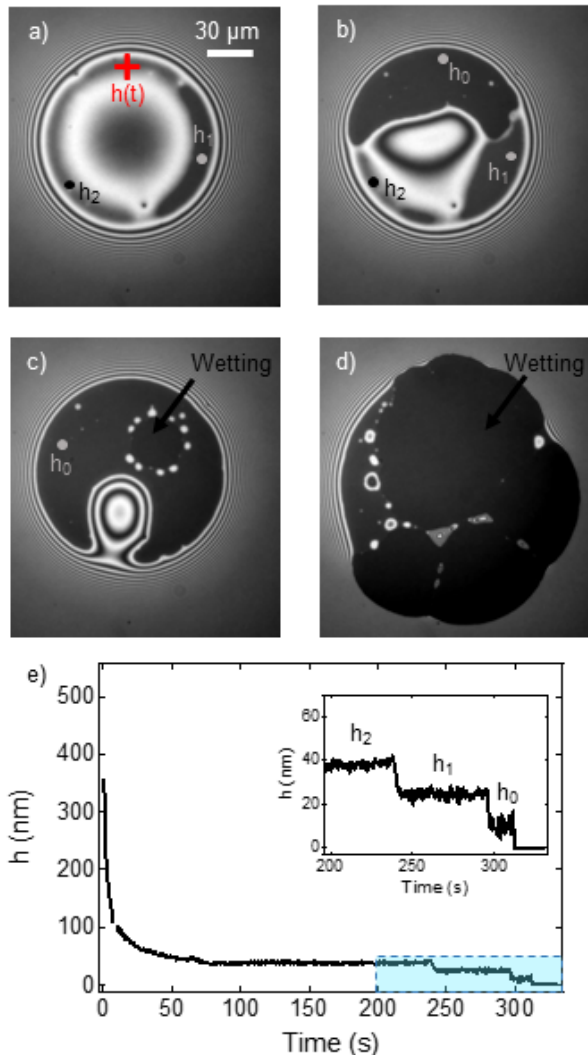 a)
30 µm
h(t)
h1
h2
b)
h0
h1
h2
c)
Wetting
h0
d)
Wetting
e)
500
400
300
200
100
0
h (nm)
0 50 100 150 200 250 300
Time (s)
60
40
20
0
h (nm)
h2
h1
h0
200 250 300
Time (s)